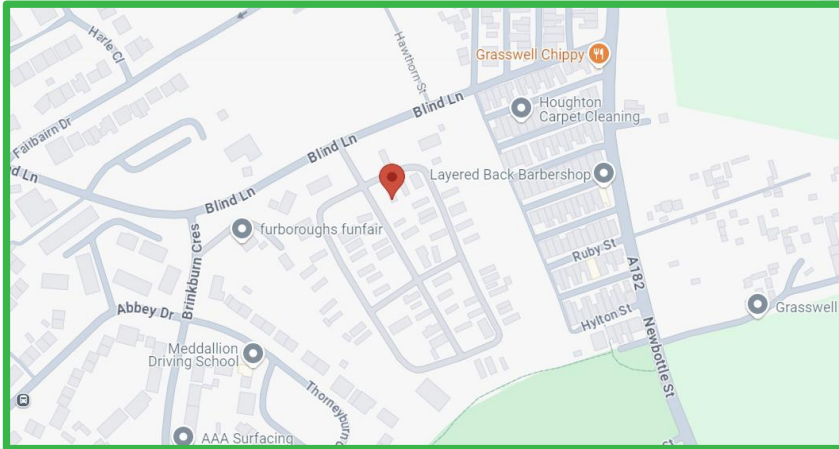 Harle Cl
Hawthorn St
Grasswell Chippy
Fairbairn Dr
Blind Ln
Houghton
Carpet Cleaning
Blind Ln
d Ln
Layered Back Barbershop
Blind Ln
furboroughs funfair
Brinkburn Cres
Ruby St
A182
Abbey Dr
Grasswell
Hylton St
Meddallion
Driving School
Newbottle St
Thorneyburn
AAA Surfacing
St